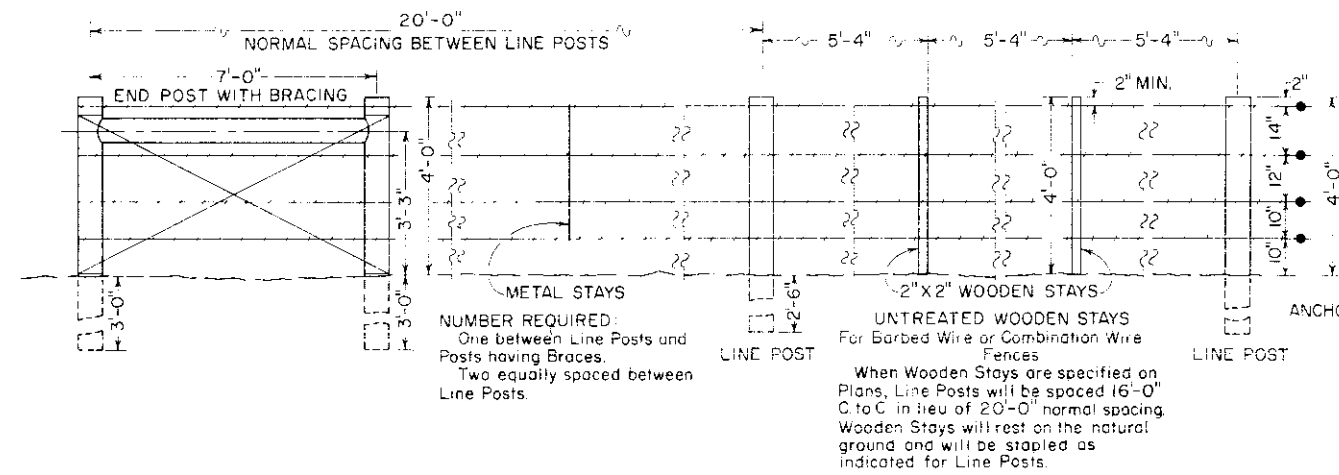 20'-0"
NORMAL SPACING BETWEEN LINE POSTS
5'-4"
5'-4"
5'-4"
7'-0"
END POST WITH BRACING
2" MIN.
2"
14"
12"
10"
10"
4'-0"
4'-0"
4'-0'
3'-3"
3'-0"
3'-0"
2'-6"
METAL STAYS
NUMBER REQUIRED:
One between Line Posts and
Posts having Braces.
Two equally spaced between
Line Posts.
LINE POST
2" X 2" WOODEN STAYS
UNTREATED WOODEN STAYS
For Barbed Wire or Combination Wire
Fences
When Wooden Stays are specified on
Plans, Line Posts will be spaced 16'-0"
C. to C. in lieu of 20'-0" normal spacing.
Wooden Stays will rest on the natural
ground and will be stapled as
indicated for Line Posts.
LINE POST
ANCHO